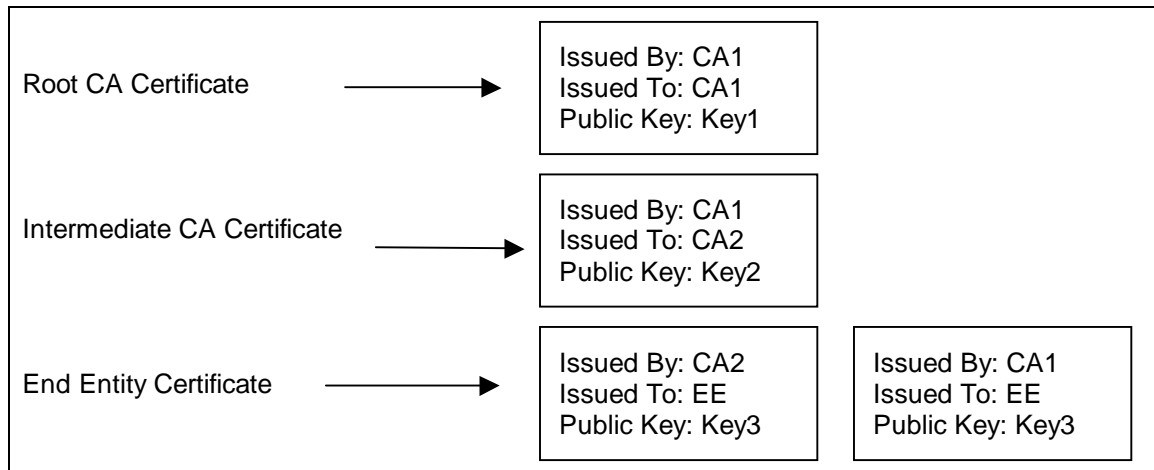 Root CA Certificate
Issued By: CA1
Issued To: CA1
Public Key: Key1
Intermediate CA Certificate
Issued By: CA1
Issued To: CA2
Public Key: Key2
End Entity Certificate
Issued By: CA2
Issued To: EE
Public Key: Key3
Issued By: CA1
Issued To: EE
Public Key: Key3